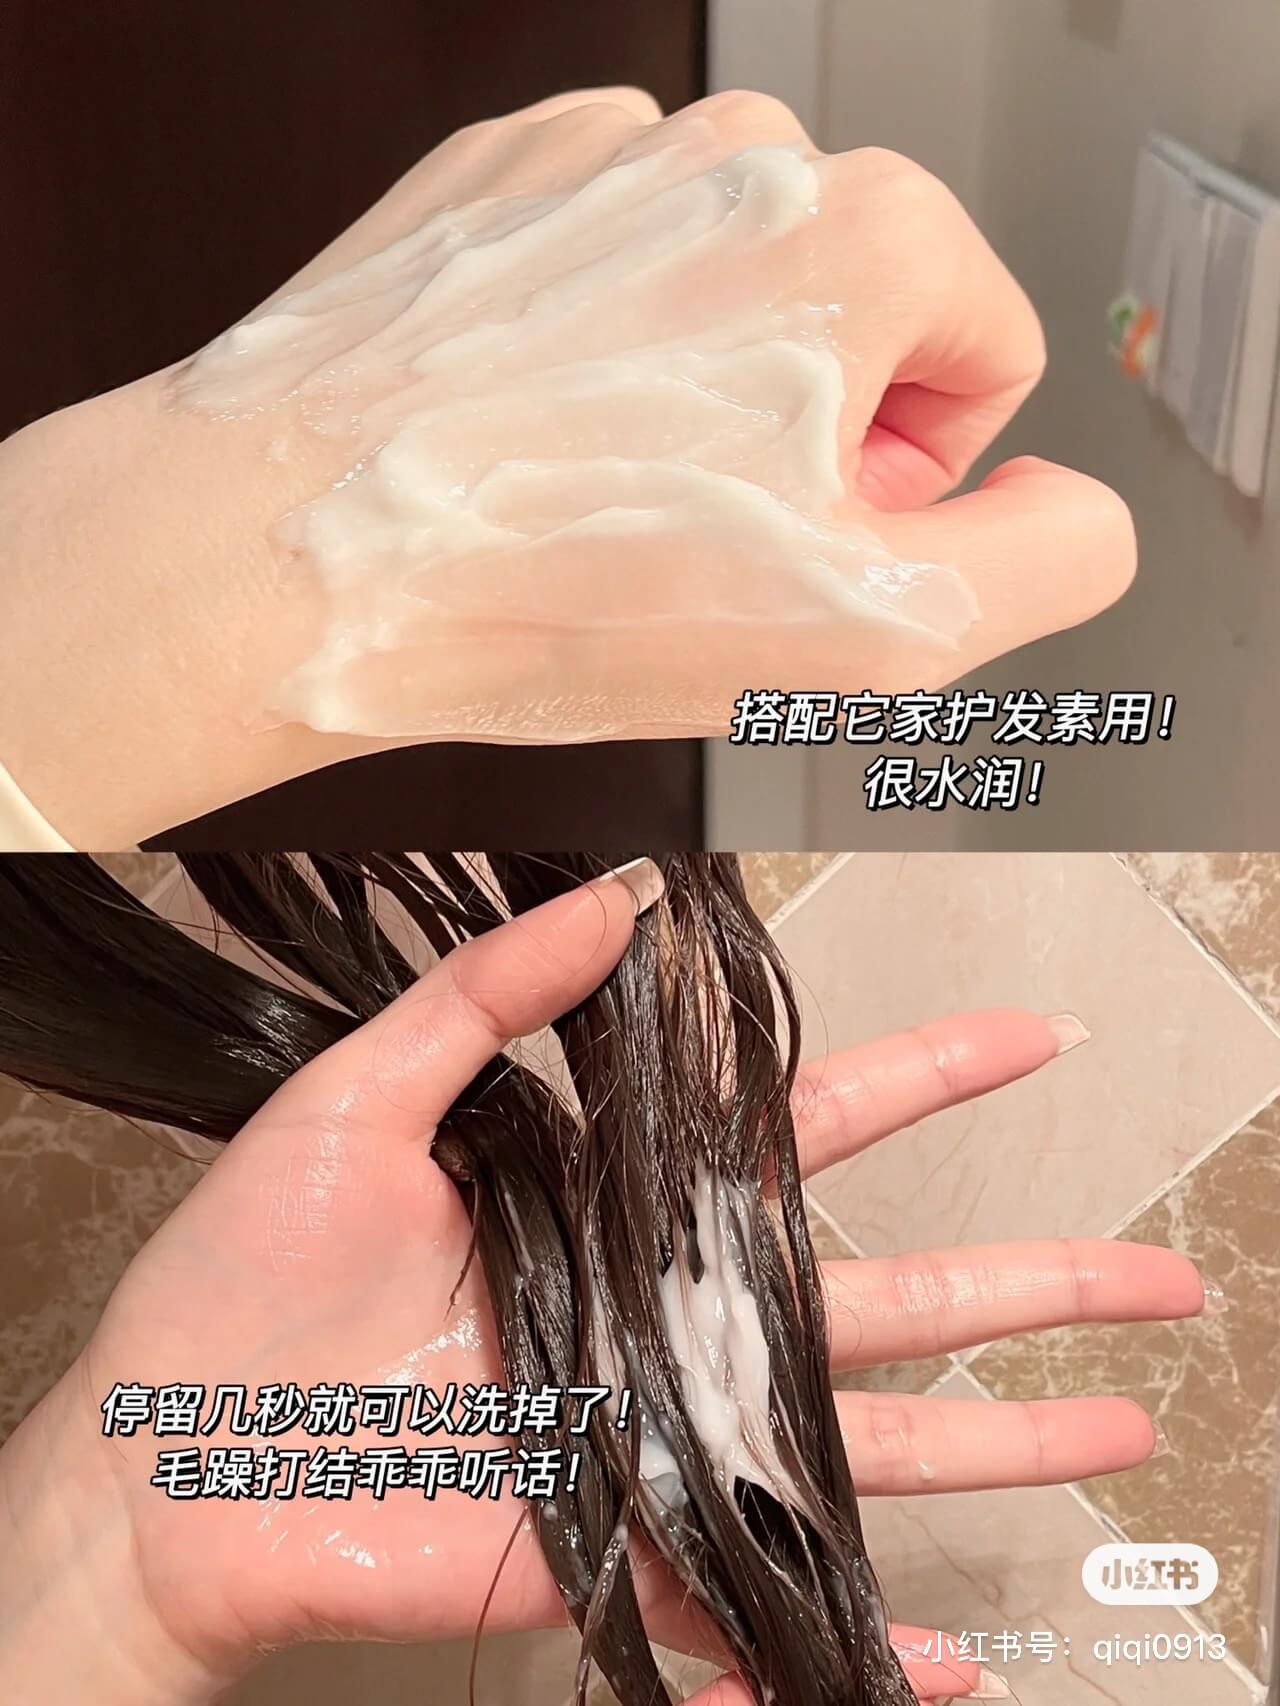 搭配它家护发素用！
很水润！
停留几秒就可以洗掉了！
毛躁打结乖乖听话！
小红书
小红书号：qiqi0913